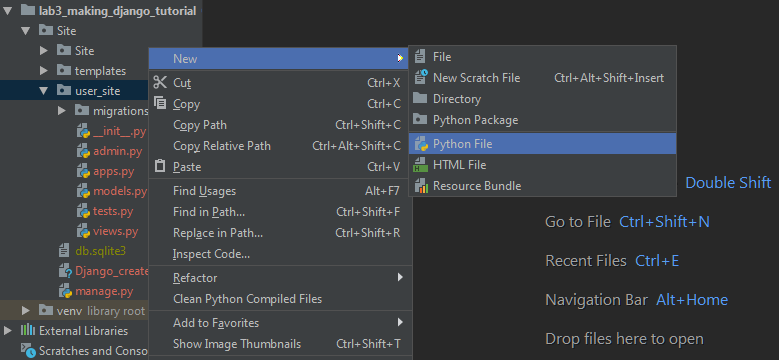 lab3_making_django_tutorial
Site
Site
templates
user_site
migrations
__init__.py
admin.py
apps.py
models.py
tests.py
views.py
db.sqlite3
Django_create
manage.py
venv library root
External Libraries
Scratches and Conso
New
Cut Ctrl+X
Copy Ctrl+C
Copy Path Ctrl+Shift+C
Copy Relative Path Ctrl+Alt+Shift+C
Paste Ctrl+V
Find Usages Alt+F7
Find in Path... Ctrl+Shift+F
Replace in Path... Ctrl+Shift+R
Inspect Code...
Refactor
Clean Python Compiled Files
Add to Favorites
Show Image Thumbnails Ctrl+Shift+T
File
New Scratch File Ctrl+Alt+Shift+Insert
Directory
Python Package
Python File
HTML File
Resource Bundle
Double Shift
Go to File Ctrl+Shift+N
Recent Files Ctrl+E
Navigation Bar Alt+Home
Drop files here to open